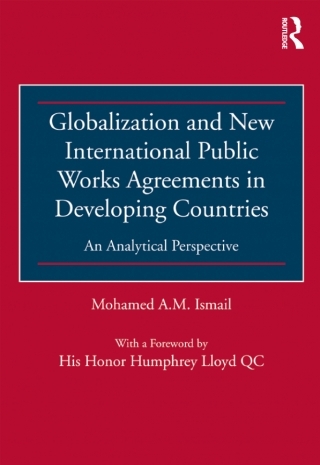 ROUTLEDGE
Globalization and New
International Public
Works Agreements in
Developing Countries
An Analytical Perspective
Mohamed A.M. Ismail
With a Foreword by
His Honor Humphrey Lloyd QC